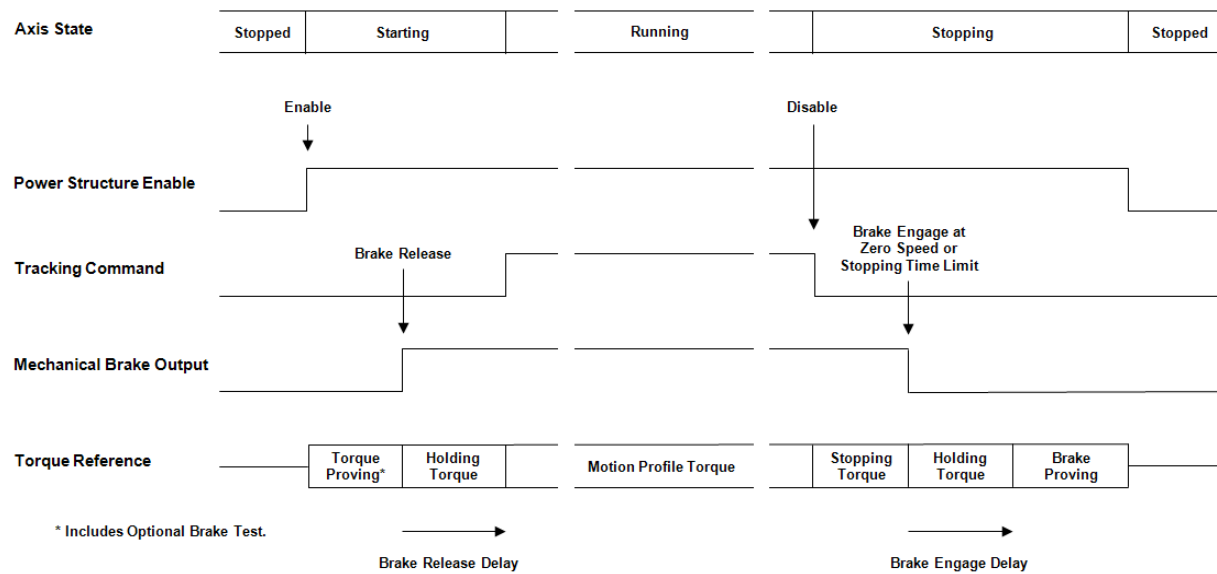 Axis State
Stopped
Starting
Running
Stopping
Stopped
Enable
Disable
Power Structure Enable
Brake Engage at
Zero Speed or
Stopping Time Limit
Brake Release
Tracking Command
Mechanical Brake Output
Torque Reference
Torque
Proving*
Holding
Torque
Motion Profile Torque
Stopping
Torque
Holding
Torque
Brake
Proving
* Includes Optional Brake Test.
Brake Release Delay
Brake Engage Delay